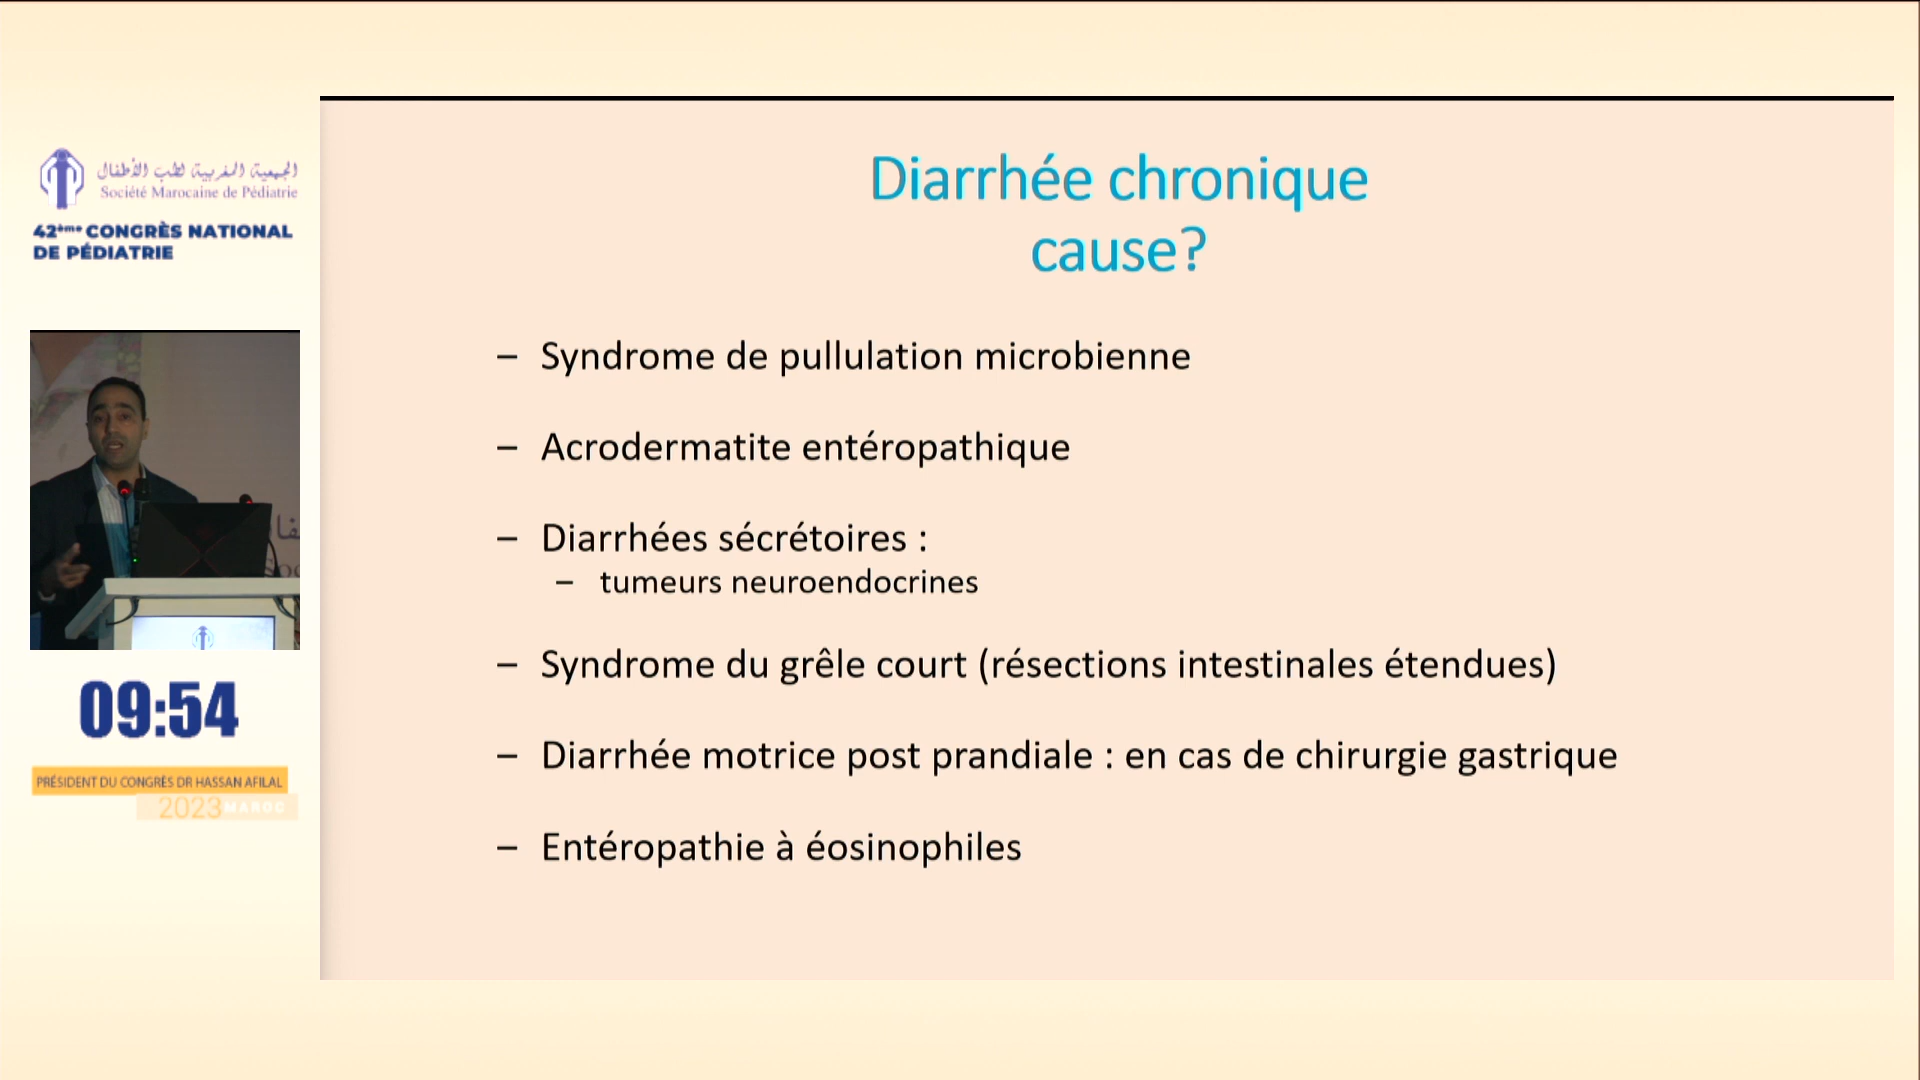 الجمعية المغربية لطب الأطفال
Société Marocaine de Pédiatrie
42ème CONGRÈS NATIONAL
DE PÉDIATRIE
09:54
PRÉSIDENT DU CONGRÈS DR HASSAN AFILAL
2023 MAROC
Diarrhée chronique
cause?
– Syndrome de pullulation microbienne
– Acrodermatite entéropathique
– Diarrhées sécrétoires :
– tumeurs neuroendocrines
– Syndrome du grêle court (résections intestinales étendues)
– Diarrhée motrice post prandiale : en cas de chirurgie gastrique
– Entéropathie à éosinophiles